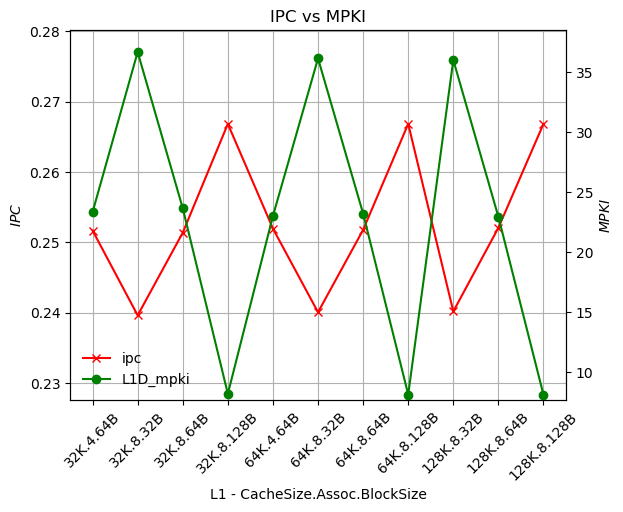 IPC vs MPKI
0.28
0.27
0.26
0.25
0.24
0.23
IPC
35
30
25
20
15
10
MPKI
ipc
L1D_mpki
32K.4.64B
32K.8.32B
32K.8.64B
32K.8.128B
64K.4.64B
64K.8.32B
64K.8.64B
64K.8.128B
128K.8.32B
128K.8.64B
128K.8.128B
L1 - CacheSize.Assoc.BlockSize